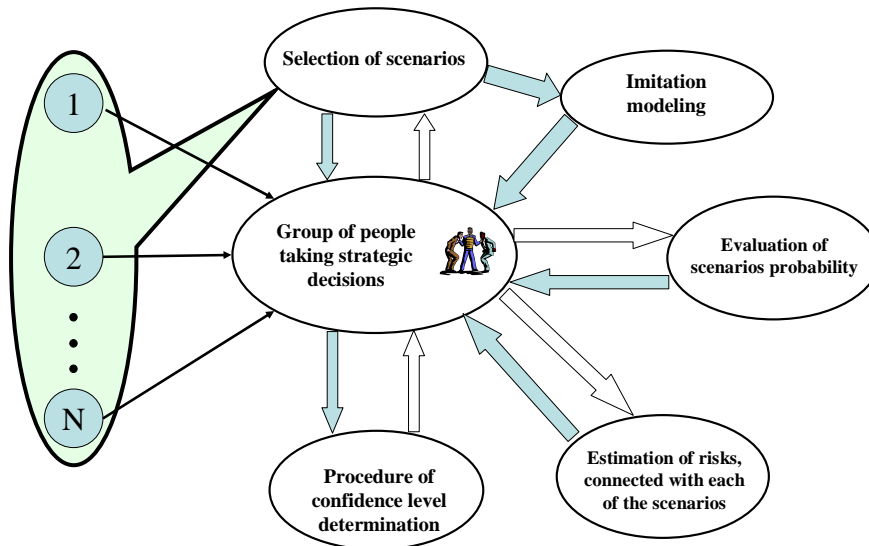 Selection of scenarios
1
Imitation
modeling
Group of people
taking strategic
decisions
2
Evaluation of
scenarios probability
N
Procedure of
confidence level
determination
Estimation of risks,
connected with each
of the scenarios